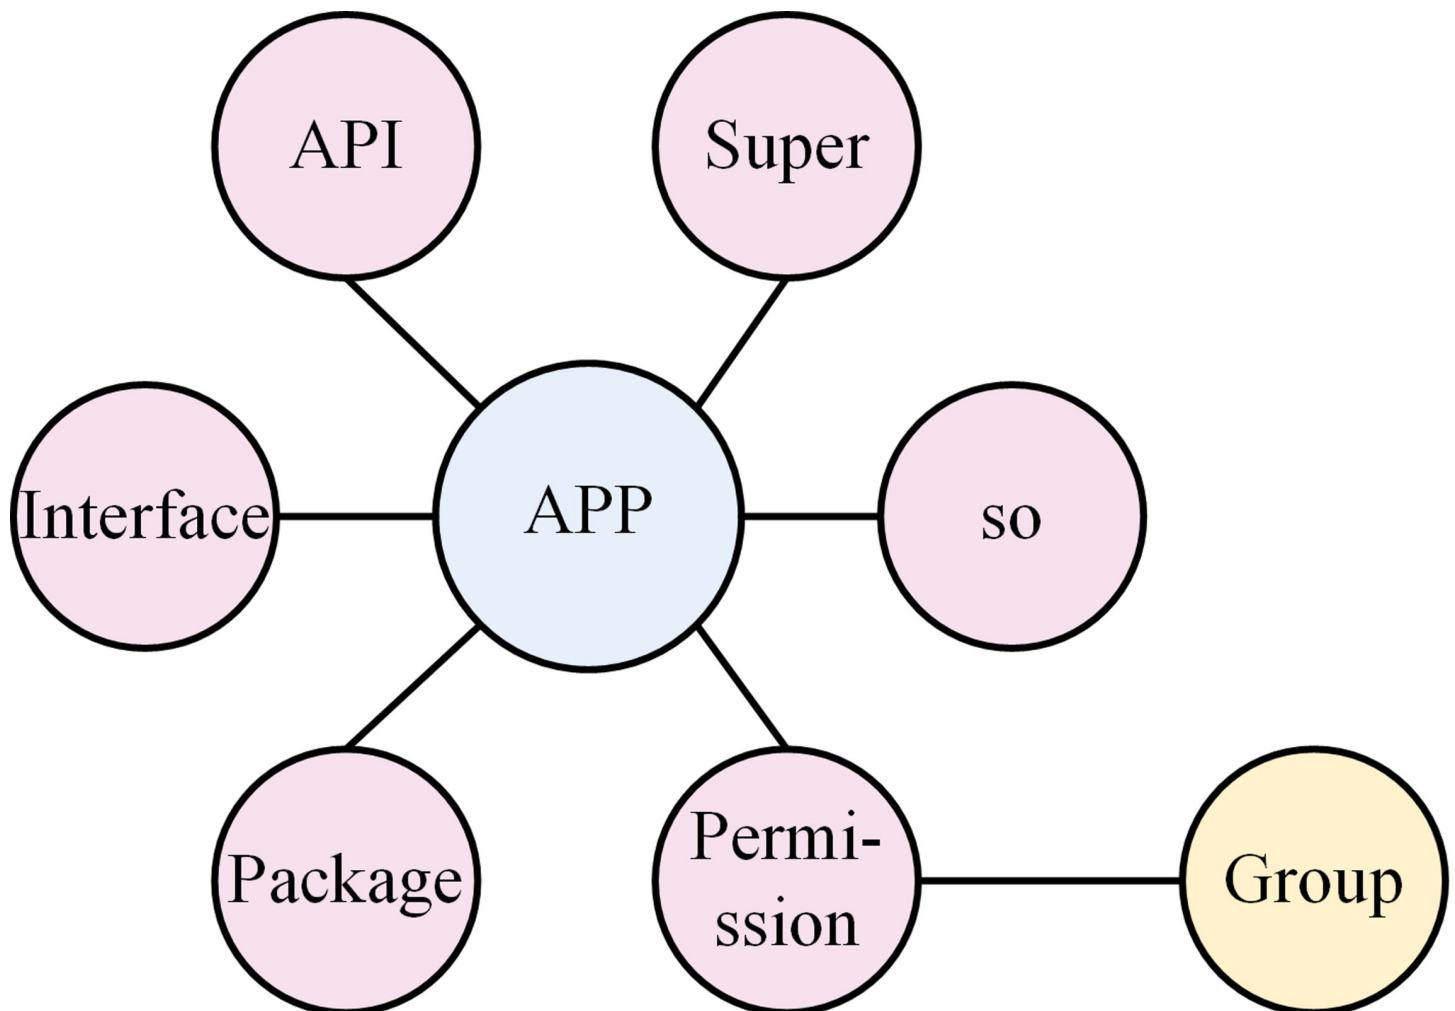 API
Super
Interface
APP
so
Package
Permi-
ssion
Group